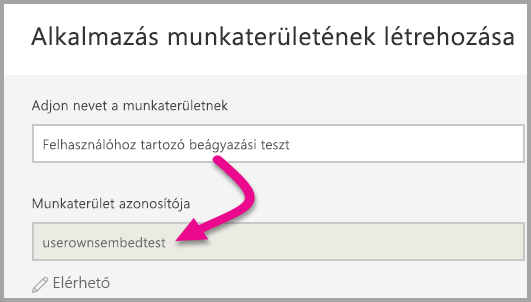 Alkalmazás munkaterületének létrehozása
Adjon nevet a munkaterületnek
Felhasználóhoz tartozó beágyazási teszt
Munkaterület azonosítója
userownsembedtest
Elérhető